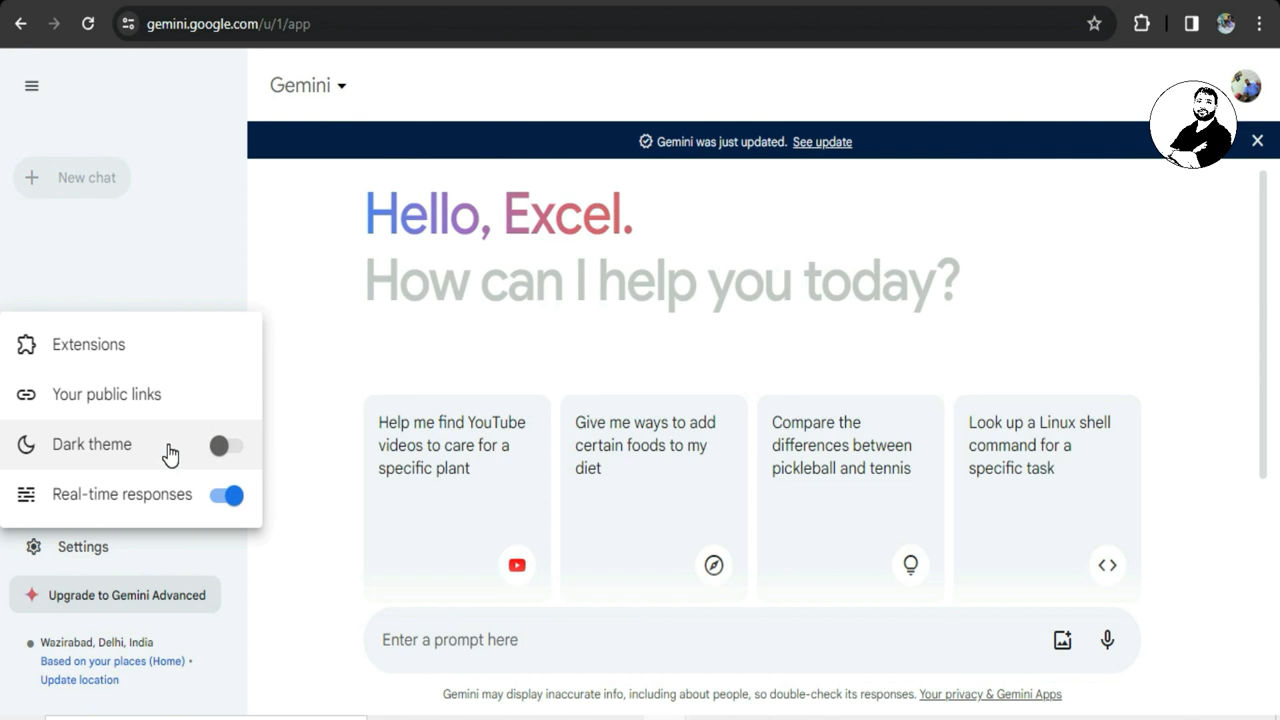 gemini.google.com/u/1/app
Gemini
Gemini was just updated. See update
New chat
Hello, Excel.
How can I help you today?
Extensions
Your public links
Dark theme
Real-time responses
Settings
Upgrade to Gemini Advanced
Wazirabad, Delhi, India
Based on your places (Home) •
Update location
Help me find YouTube
videos to care for a
specific plant
Give me ways to add
certain foods to my
diet
Compare the
differences between
pickleball and tennis
Look up a Linux shell
command for a
specific task
Enter a prompt here
Gemini may display inaccurate info, including about people, so double-check its responses. Your privacy & Gemini Apps